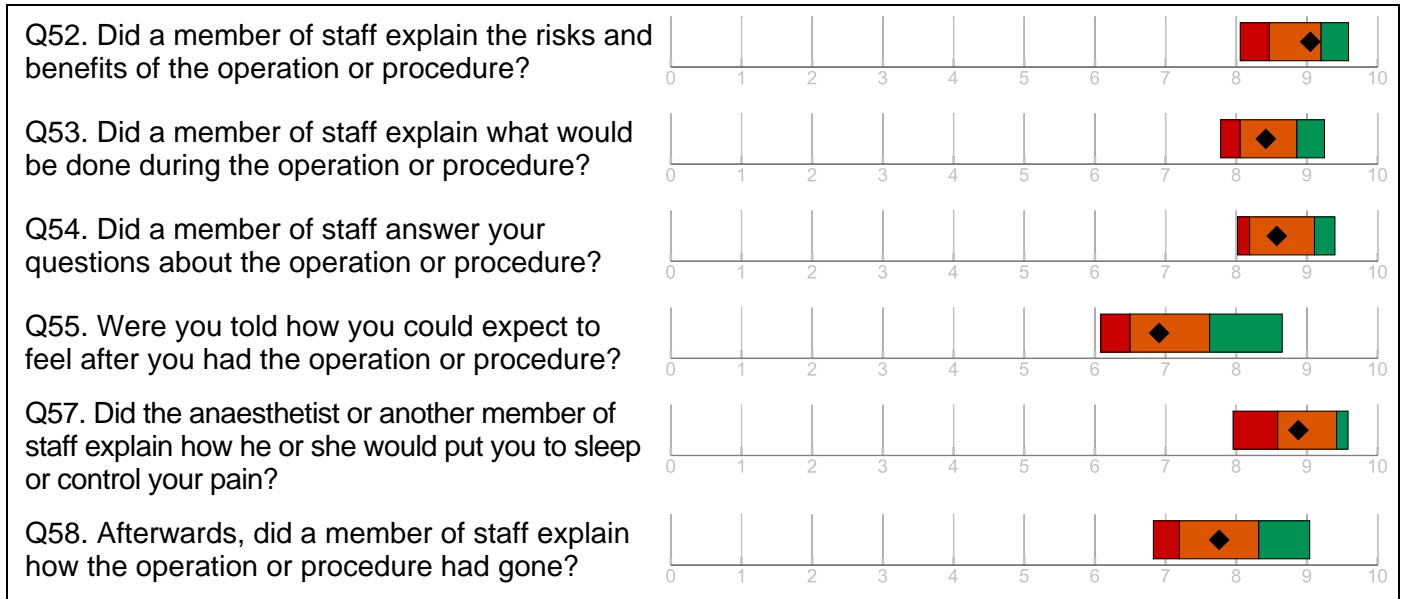 Q52. Did a member of staff explain the risks and
benefits of the operation or procedure?
0 1 2 3 4 5 6 7 8 9 10
Q53. Did a member of staff explain what would
be done during the operation or procedure?
0 1 2 3 4 5 6 7 8 9 10
Q54. Did a member of staff answer your
questions about the operation or procedure?
0 1 2 3 4 5 6 7 8 9 10
Q55. Were you told how you could expect to
feel after you had the operation or procedure?
0 1 2 3 4 5 6 7 8 9 10
Q57. Did the anaesthetist or another member of
staff explain how he or she would put you to sleep
or control your pain?
0 1 2 3 4 5 6 7 8 9 10
Q58. Afterwards, did a member of staff explain
how the operation or procedure had gone?
0 1 2 3 4 5 6 7 8 9 10